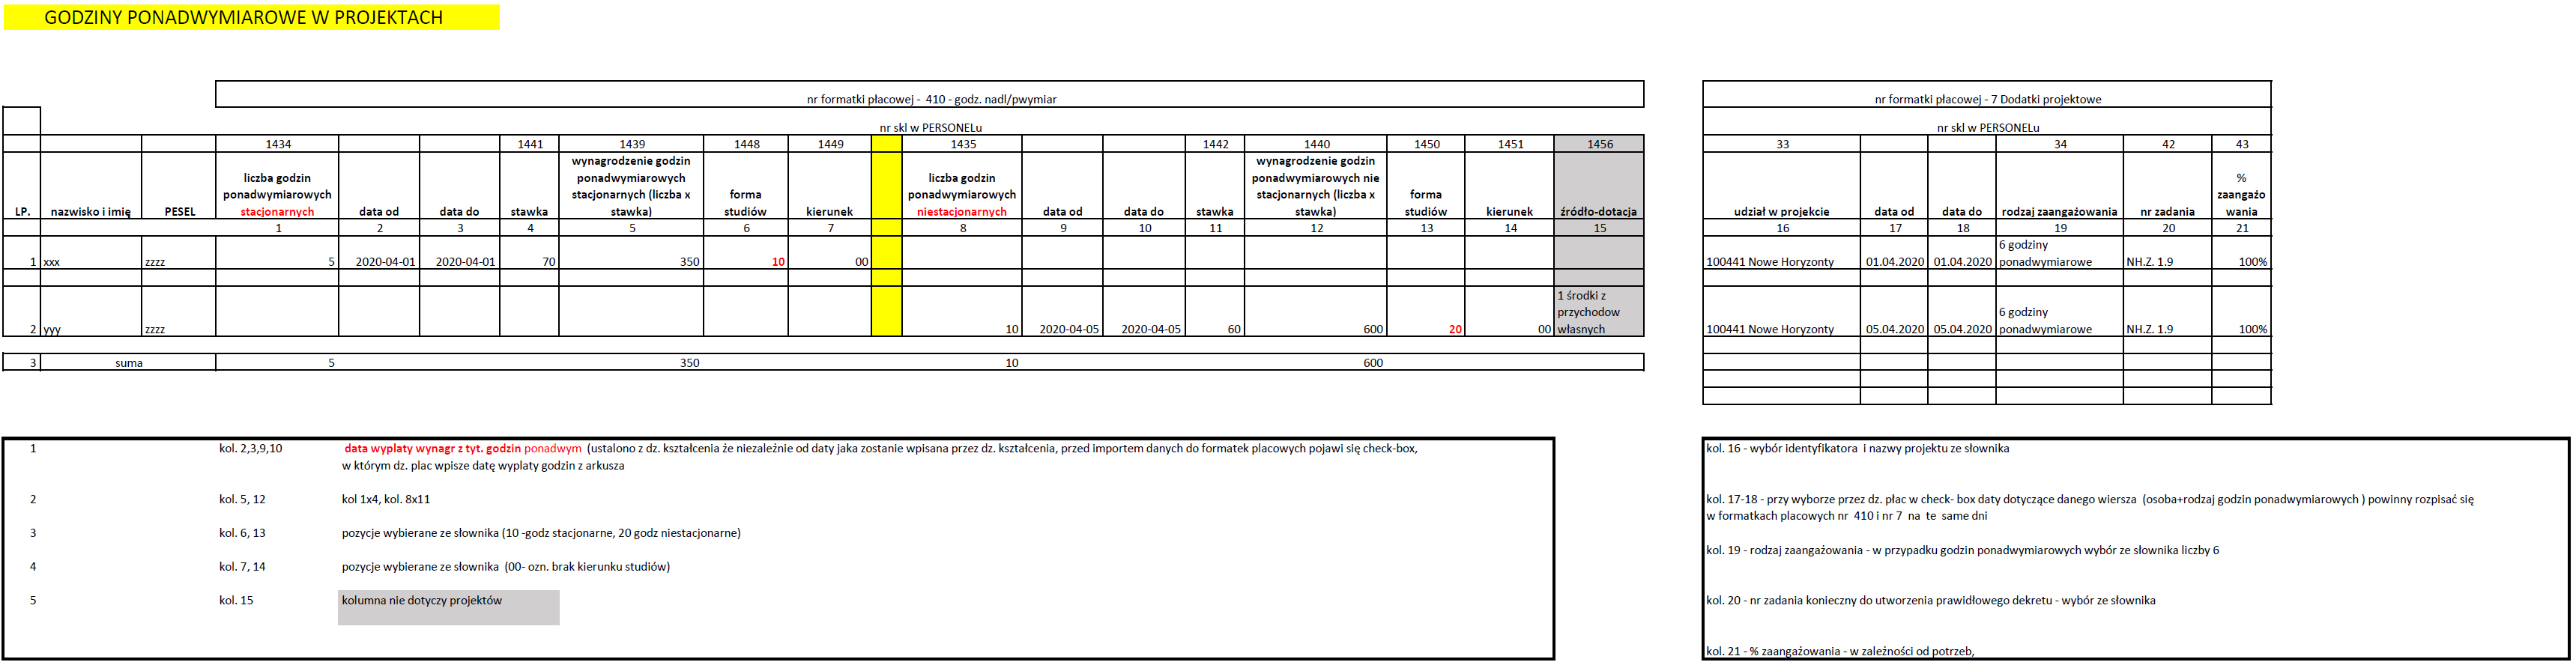 GODZINY PONADWYMIAROWE W PROJEKTACH
nr formatki płacowej - 410 - godz. nadl/pwymiar
nr formatki płacowej - 7 Dodatki projektowe
nr skl w PERSONELu
nr skl w PERSONELu
1434 1441 1439 1448 1449 1435 1442 1440 1450 1451 1456 33 34 42 43
LP. nazwisko i imię PESEL
liczba godzin
ponadwymiarowych
stacjonarnych
data od data do stawka
wynagrodzenie godzin
ponadwymiarowych
stacjonarnych (liczba x
stawka)
forma
studiów
kierunek
liczba godzin
ponadwymiarowych
niestacjonarnych
data od data do stawka
wynagrodzenie godzin
ponadwymiarowych nie
stacjonarnych (liczba x
stawka)
forma
studiów
kierunek źródło-dotacja
udział w projekcie data od data do rodzaj zaangażowania nr zadania
%
zaangażo
wania
1 2 3 4 5 6 7 8 9 10 11 12 13 14 15 16 17 18 19 20 21
1 xxx zzzz 5 2020-04-01 2020-04-01 70 350 10 00
100441 Nowe Horyzonty 01.04.2020 01.04.2020
6 godziny
ponadwymiarowe
NH.Z. 1.9 100%
2 yyy zzzz 10 2020-04-05 2020-04-05 60 600 20 00
1 środki z
przychodow
własnych
100441 Nowe Horyzonty 05.04.2020 05.04.2020
6 godziny
ponadwymiarowe
NH.Z. 1.9 100%
3 suma 5 350 10 600
1 kol. 2,3,9,10 data wyplaty wynagr z tyt. godzin ponadwym (ustalono z dz. kształcenia że niezależnie od daty jaka zostanie wpisana przez dz. kształcenia, przed importem danych do formatek placowych pojawi się check-box,
w którym dz. plac wpisze datę wyplaty godzin z arkusza
2 kol. 5, 12 kol 1x4, kol. 8x11
3 kol. 6, 13 pozycje wybierane ze słownika (10 -godz stacjonarne, 20 godz niestacjonarne)
4 kol. 7, 14 pozycje wybierane ze słownika (00- ozn. brak kierunku studiów)
5 kol. 15 kolumna nie dotyczy projektów
kol. 16 - wybór identyfikatora i nazwy projektu ze słownika
kol. 17-18 - przy wyborze przez dz. płac w check- box daty dotyczące danego wiersza (osoba+rodzaj godzin ponadwymiarowych ) powinny rozpisać się
w formatkach placowych nr 410 i nr 7 na te same dni
kol. 19 - rodzaj zaangażowania - w przypadku godzin ponadwymiarowych wybór ze słownika liczby 6
kol. 20 - nr zadania konieczny do utworzenia prawidłowego dekretu - wybór ze słownika
kol. 21 - % zaangażowania - w zależności od potrzeb,